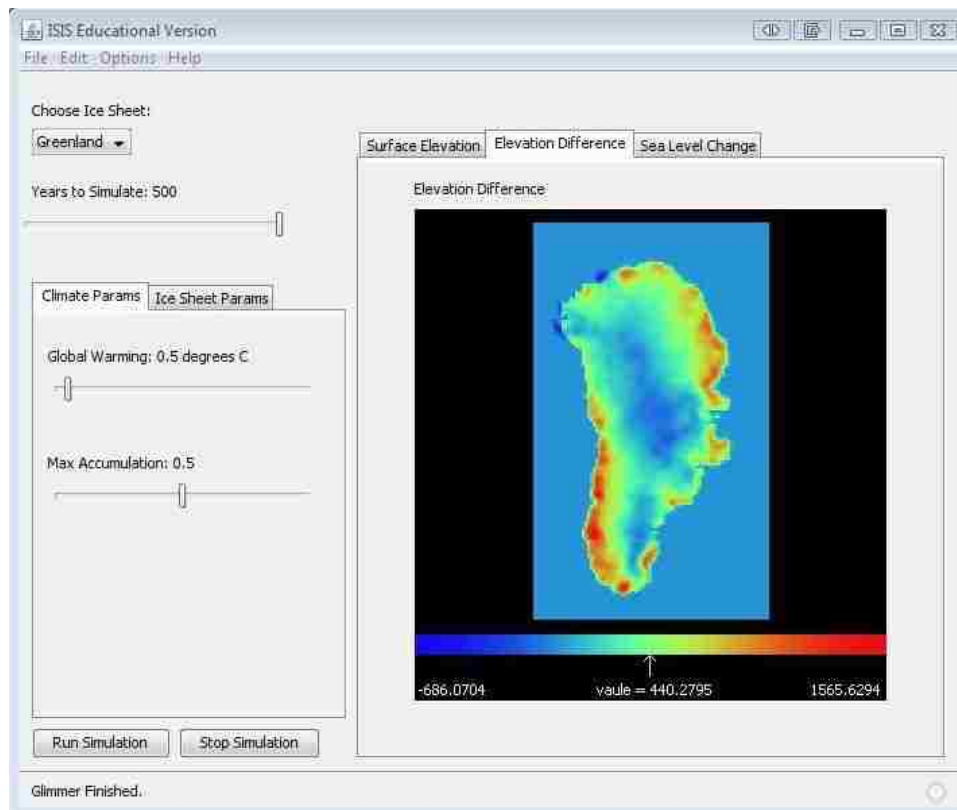 ISIS Educational Version
File Edit Options Help
Choose Ice Sheet:
Greenland
Years to Simulate: 500
Climate Params
Ice Sheet Params
Global Warming: 0.5 degrees C
Max Accumulation: 0.5
Run Simulation
Stop Simulation
Surface Elevation
Elevation Difference
Sea Level Change
Elevation Difference
-686.0704
vaule = 440.2795
1565.6294
Glimmer Finished.